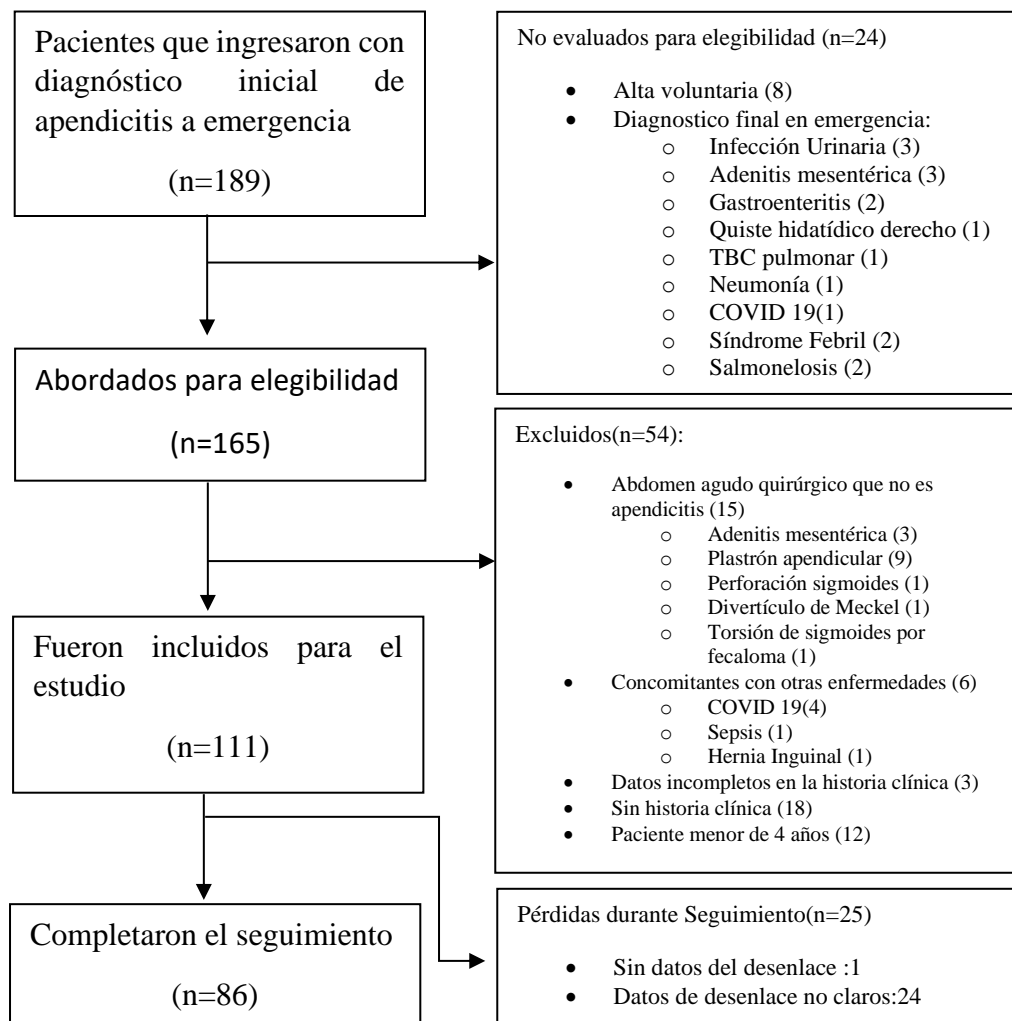 Pacientes que ingresaron con
diagnóstico inicial de
apendicitis a emergencia
(n=189)
No evaluados para elegibilidad (n=24)
• Alta voluntaria (8)
• Diagnostico final en emergencia:
o Infección Urinaria (3)
o Adenitis mesentérica (3)
o Gastroenteritis (2)
o Quiste hidatídico derecho (1)
o TBC pulmonar (1)
o Neumonía (1)
o COVID 19(1)
o Síndrome Febril (2)
o Salmonelosis (2)
Abordados para elegibilidad
(n=165)
Excluidos(n=54):
• Abdomen agudo quirúrgico que no es
apendicitis (15)
o Adenitis mesentérica (3)
o Plastrón apendicular (9)
o Perforación sigmoides (1)
o Divertículo de Meckel (1)
o Torsión de sigmoides por
fecaloma (1)
• Concomitantes con otras enfermedades (6)
o COVID 19(4)
o Sepsis (1)
o Hernia Inguinal (1)
• Datos incompletos en la historia clínica (3)
• Sin historia clínica (18)
• Paciente menor de 4 años (12)
Fueron incluidos para el
estudio
(n=111)
Pérdidas durante Seguimiento(n=25)
• Sin datos del desenlace :1
• Datos de desenlace no claros:24
Completaron el seguimiento
(n=86)